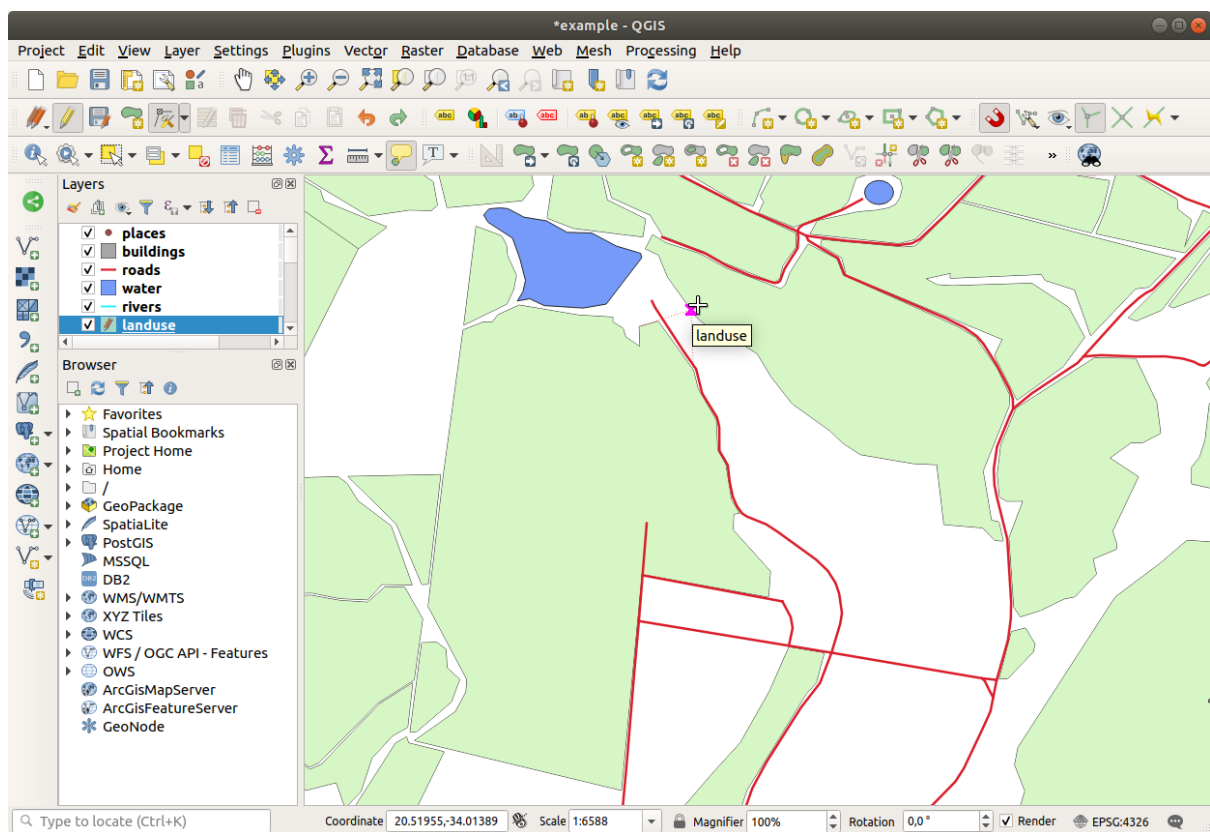 *example - QGIS
Project Edit View Layer Settings Plugins Vector Raster Database Web Mesh Processing Help
Layers
places
buildings
roads
water
rivers
landuse
Browser
Favorites
Spatial Bookmarks
Project Home
Home
/
GeoPackage
SpatiaLite
PostGIS
MSSQL
DB2
WMS/WMTS
XYZ Tiles
WCS
WFS / OGC API - Features
OWS
ArcGisMapServer
ArcGisFeatureServer
GeoNode
landuse
Type to locate (Ctrl+K) Coordinate 20.51955,-34.01389 Scale 1:6588 Magnifier 100% Rotation 0,0 ° Render EPSG:4326